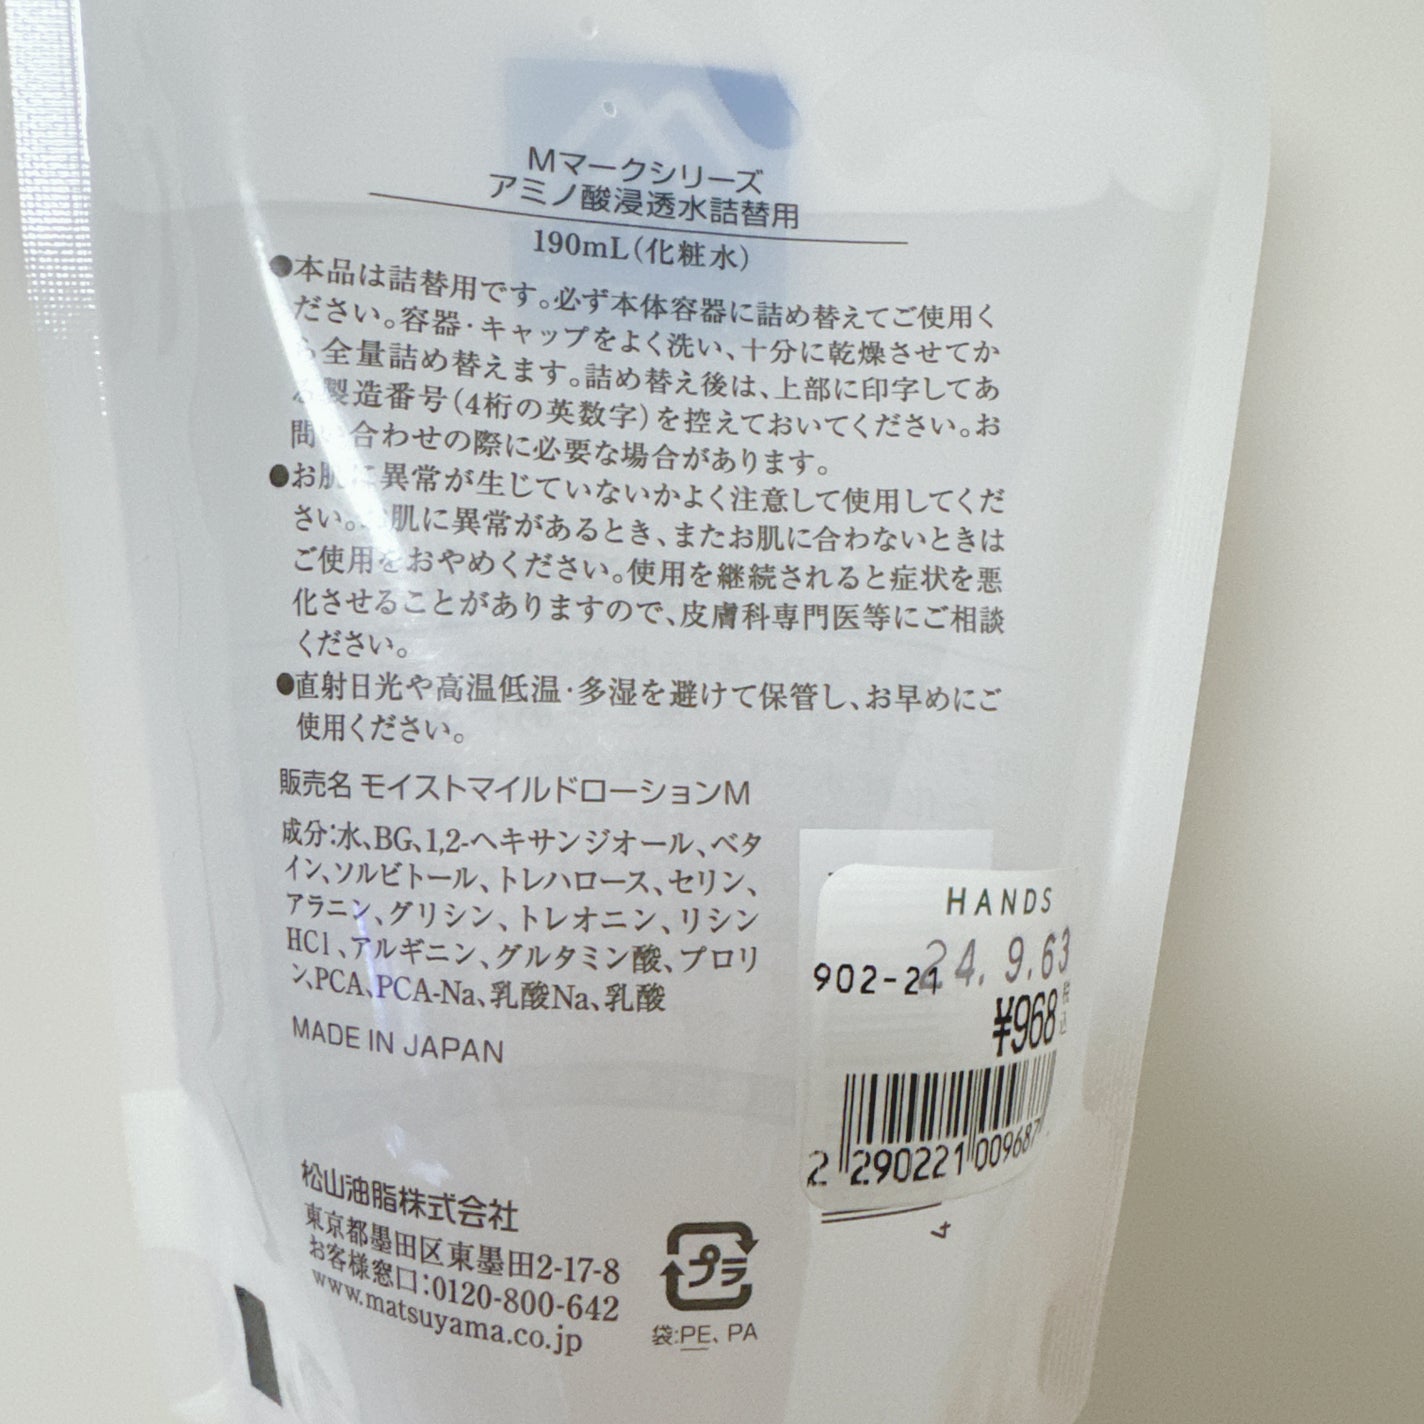 Mマークシリーズ
アミノ酸浸透水詰替用
190mL(化粧水)
●本品は詰替用です。必ず本体容器に詰め替えてご使用く
ださい。容器・キャップをよく洗い、十分に乾燥させてか
ら全量詰め替えます。詰め替え後は、上部に印字してあ
る製造番号(4桁の英数字)を控えておいてください。お
問い合わせの際に必要な場合があります。
●お肌に異常が生じていないかよく注意して使用してくだ
さい。お肌に異常があるとき、またお肌に合わないときは
ご使用をおやめください。使用を継続されると症状を悪
化させることがありますので、皮膚科専門医等にご相談
ください。
●直射日光や高温低温・多湿を避けて保管し、お早めにご
使用ください。
販売名 モイストマイルドローションM
成分:水、BG、1,2-ヘキサンジオール、ベタ
イン、ソルビトール、トレハロース、セリン、
アラニン、グリシン、トレオニン、リシン
HCl、アルギニン、グルタミン酸、プロリ
ン、PCA、PCA-Na、乳酸Na、乳酸
MADE IN JAPAN
HANDS
24.9.63
902-21
¥968 税込
2 290221 009687
松山油脂株式会社
東京都墨田区東墨田2-17-8
お客様窓口:0120-800-642
www.matsuyama.co.jp
プラ
袋:PE、PA